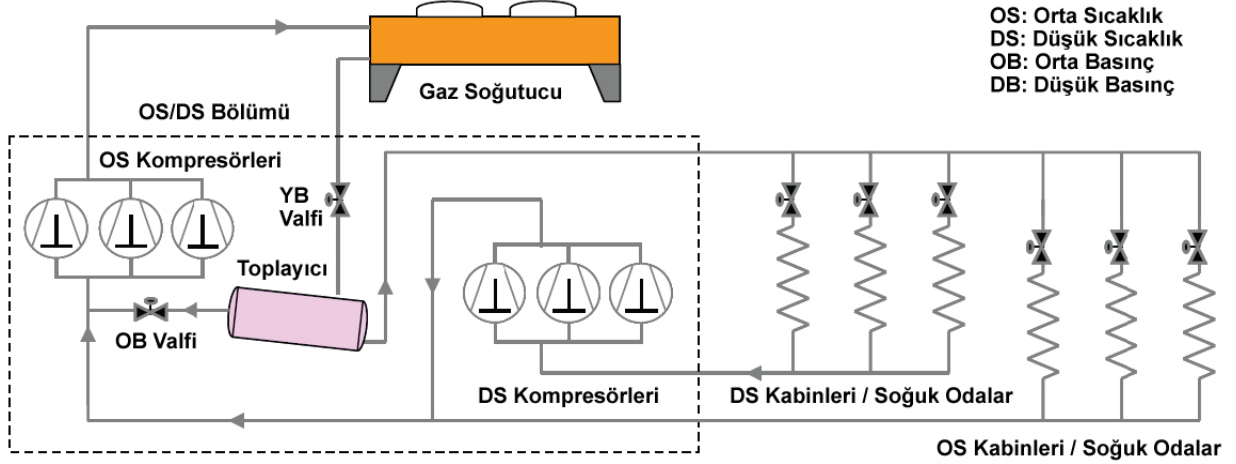 OS: Orta Sıcaklık
DS: Düşük Sıcaklık
OB: Orta Basınç
DB: Düşük Basınç
Gaz Soğutucu
OS/DS Bölümü
OS Kompresörleri
YB
Valfi
Toplayıcı
OB Valfi
DS Kompresörleri
DS Kabinleri / Soğuk Odalar
OS Kabinleri / Soğuk Odalar